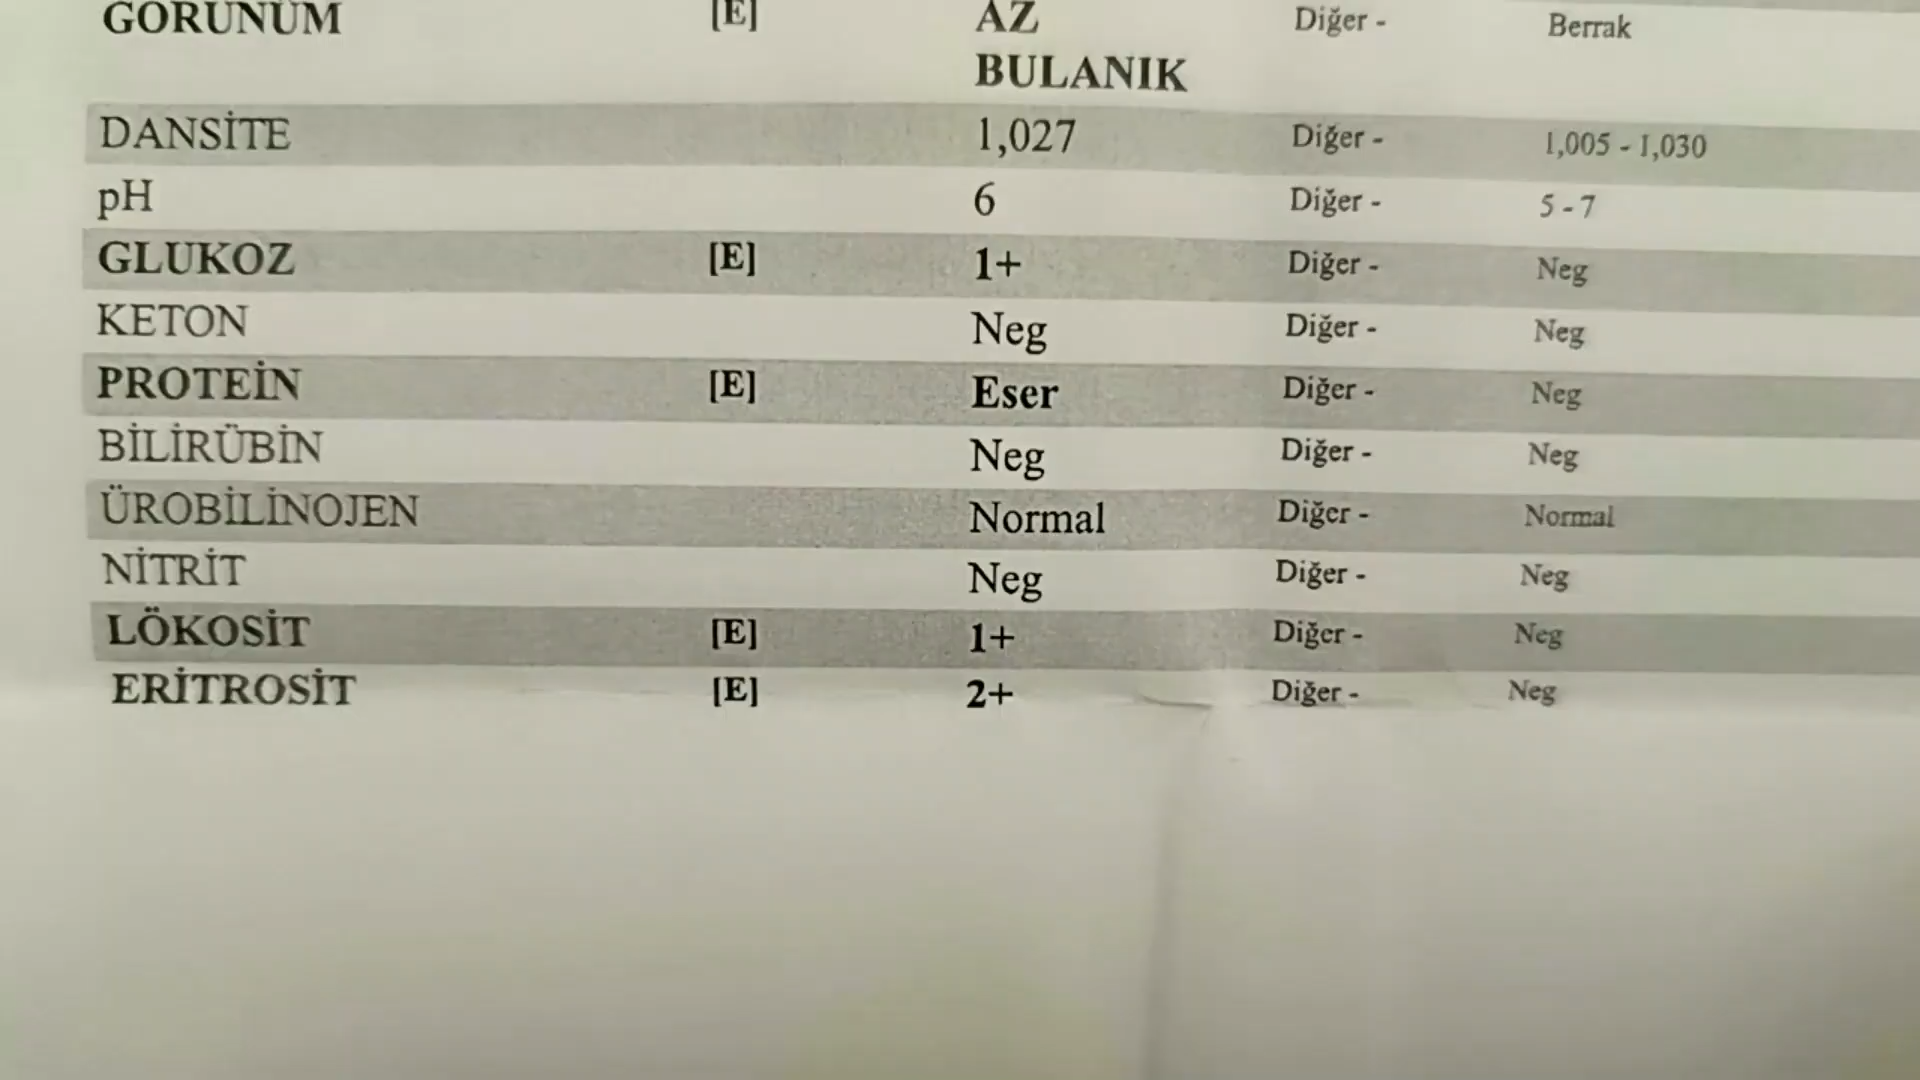 GÖRÜNÜM [E] AZ BULANIK Diğer - Berrak
DANSİTE 1,027 Diğer - 1,005 - 1,030
pH 6 Diğer - 5 - 7
GLUKOZ [E] 1+ Diğer - Neg
KETON Neg Diğer - Neg
PROTEİN [E] Eser Diğer - Neg
BİLİRÜBİN Neg Diğer - Neg
ÜROBİLİNOJEN Normal Diğer - Normal
NİTRİT Neg Diğer - Neg
LÖKOSİT [E] 1+ Diğer - Neg
ERİTROSİT [E] 2+ Diğer - Neg